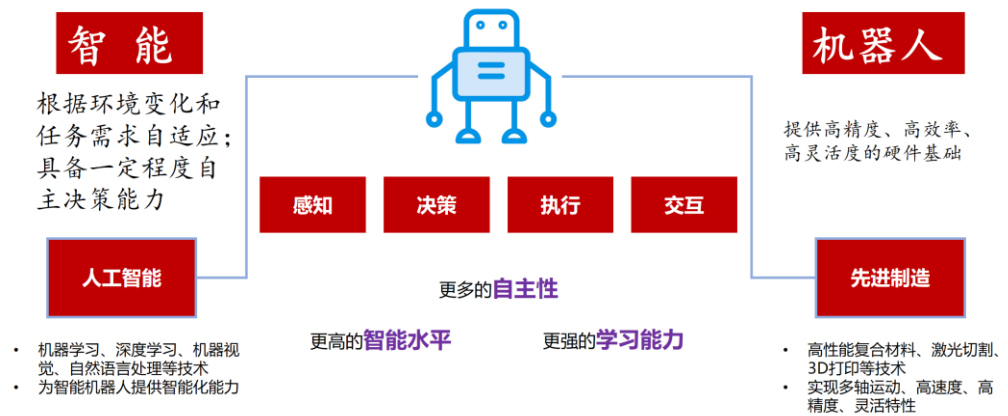 智 能
根据环境变化和
任务需求自适应；
具备一定程度自
主决策能力
人工智能
• 机器学习、深度学习、机器视
觉、自然语言处理等技术
• 为智能机器人提供智能化能力
感知
决策
执行
交互
更多的自主性
更高的智能水平
更强的学习能力
机器人
提供高精度、高效率、
高灵活度的硬件基础
先进制造
• 高性能复合材料、激光切割、
3D打印等技术
• 实现多轴运动、高速度、高
精度、灵活特性